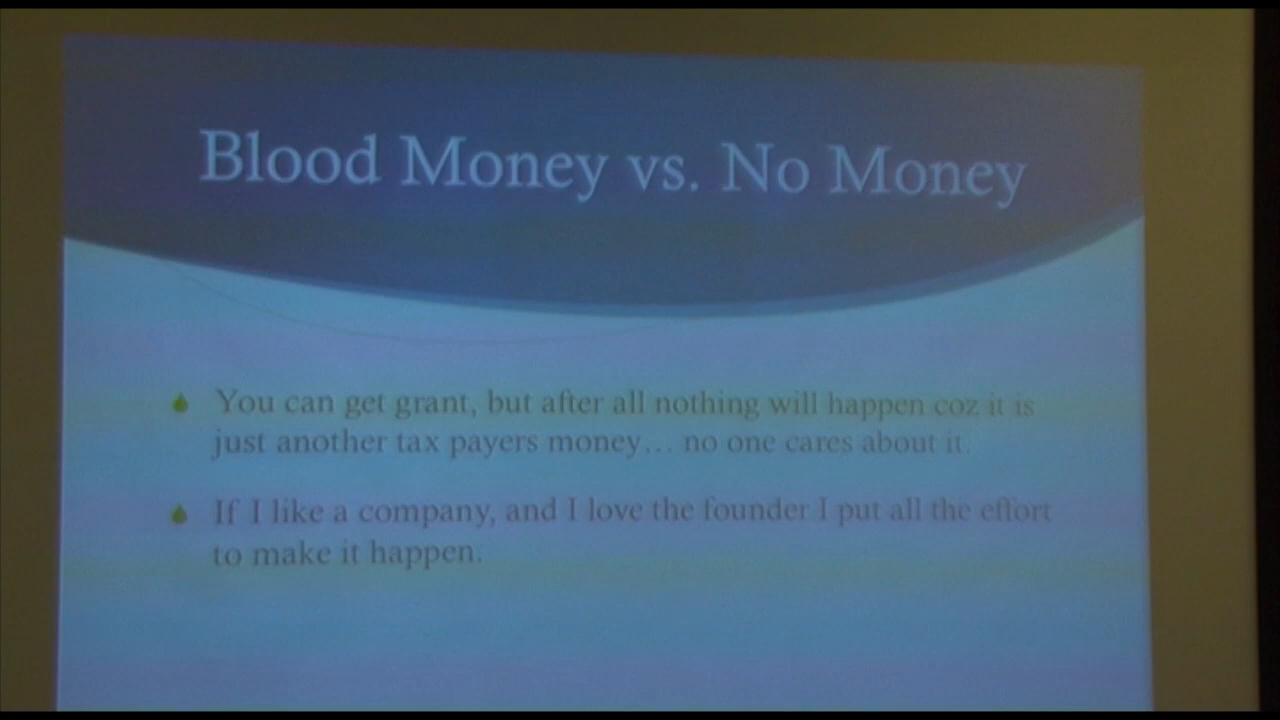 Blood Money vs. No Money
You can get grant, but after all nothing will happen coz it is
just another tax payers money... no one cares about it.
If I like a company, and I love the founder I put all the effort
to make it happen.